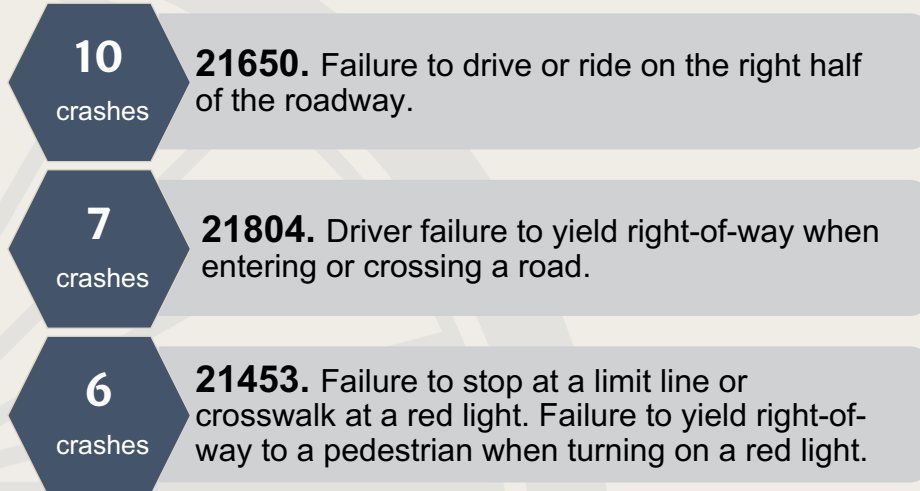 10
crashes
21650. Failure to drive or ride on the right half
of the roadway.
7
crashes
21804. Driver failure to yield right-of-way when
entering or crossing a road.
6
crashes
21453. Failure to stop at a limit line or
crosswalk at a red light. Failure to yield right-of-
way to a pedestrian when turning on a red light.